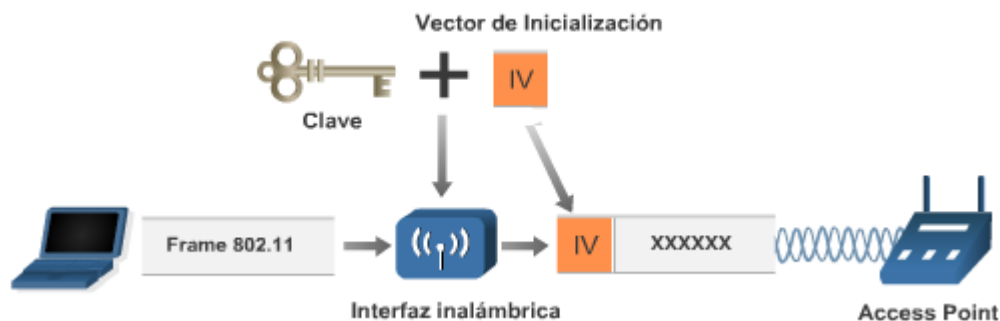 Vector de Inicialización
IV
Clave
Frame 802.11
IV
XXXXXX
Interfaz inalámbrica
Access Point